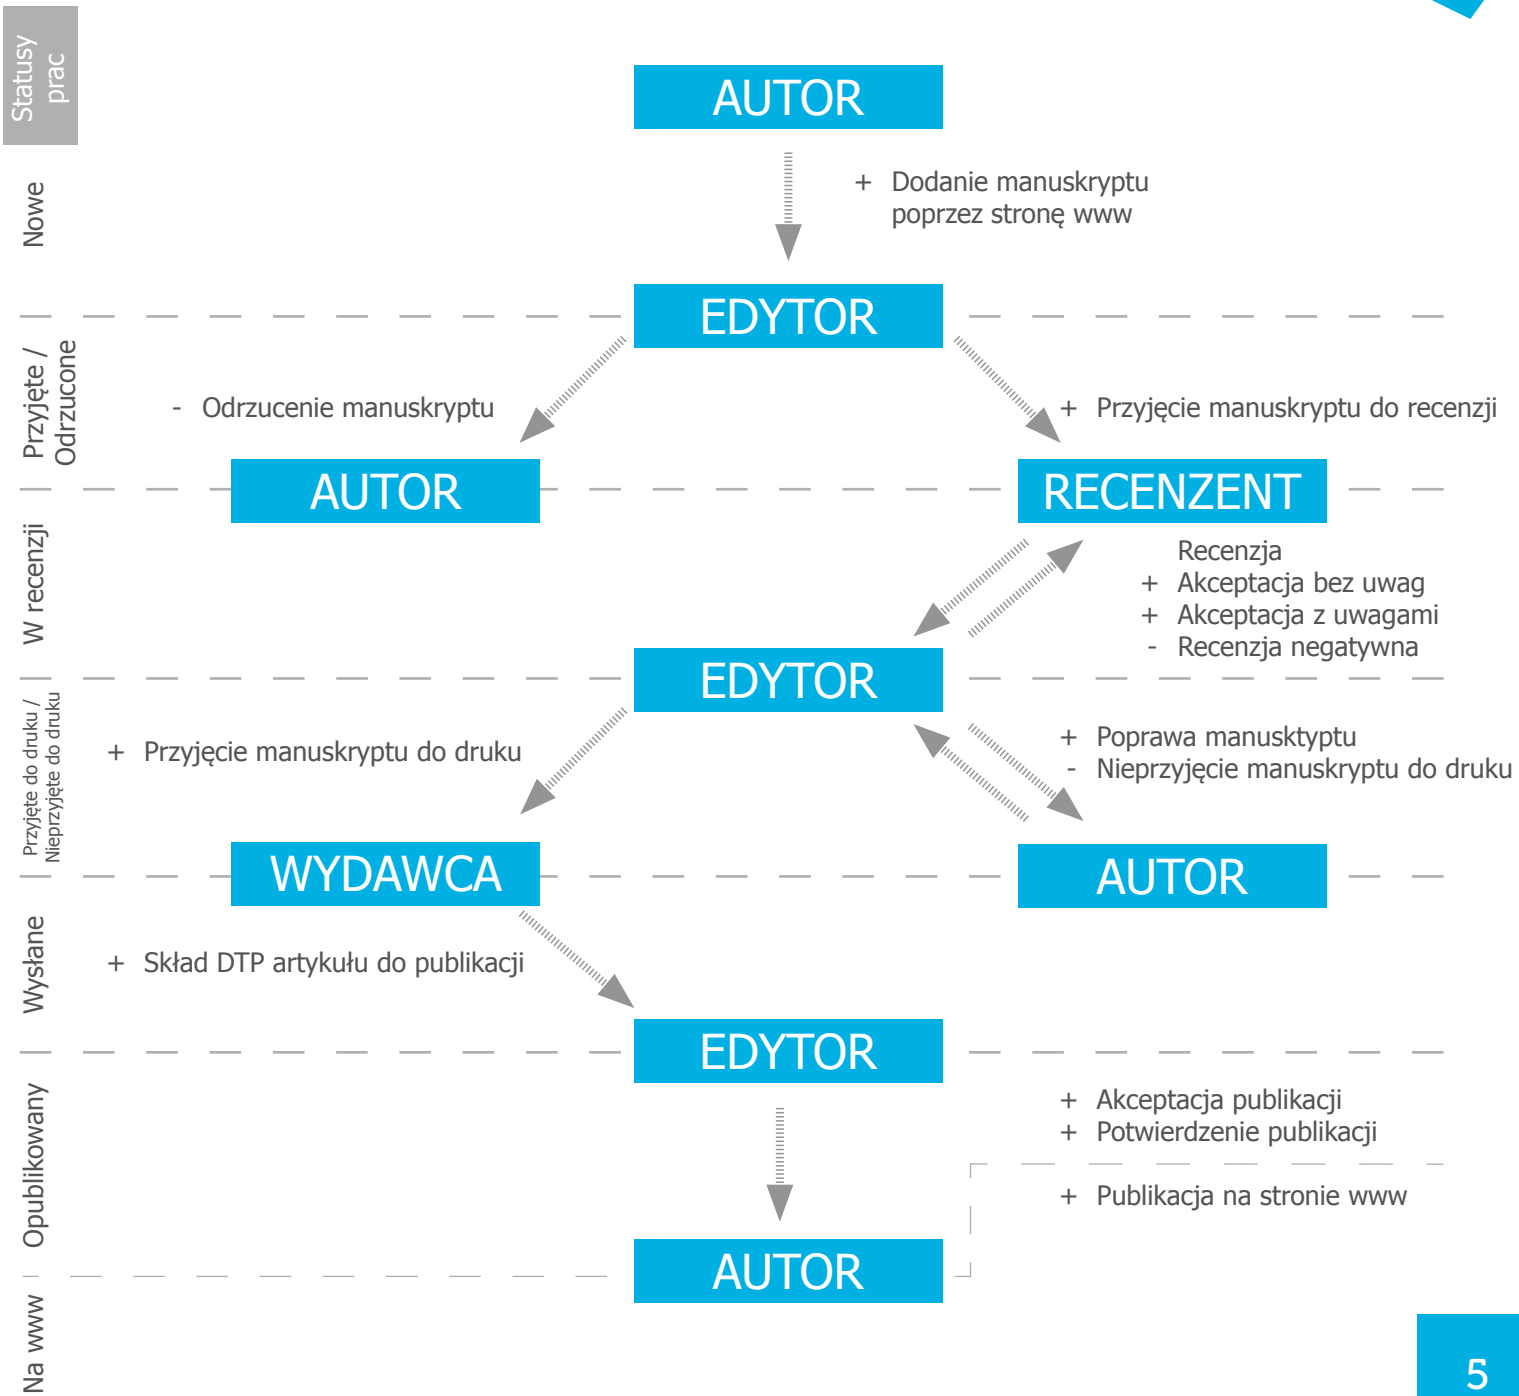 Statusy
prac
AUTOR
Nowe
+ Dodanie manuskryptu
poprzez stronę www
EDYTOR
Przyjęte /
Odrzucone
- Odrzucenie manuskryptu
+ Przyjęcie manuskryptu do recenzji
AUTOR
RECENZENT
W recenzji
Recenzja
+ Akceptacja bez uwag
+ Akceptacja z uwagami
- Recenzja negatywna
EDYTOR
Przyjęte do druku /
Nieprzyjęte do druku
+ Przyjęcie manuskryptu do druku
+ Poprawa manusktyptu
- Nieprzyjęcie manuskryptu do druku
WYDAWCA
AUTOR
Wysłane
+ Skład DTP artykułu do publikacji
EDYTOR
Opublikowany
+ Akceptacja publikacji
+ Potwierdzenie publikacji
+ Publikacja na stronie www
AUTOR
Na www
5